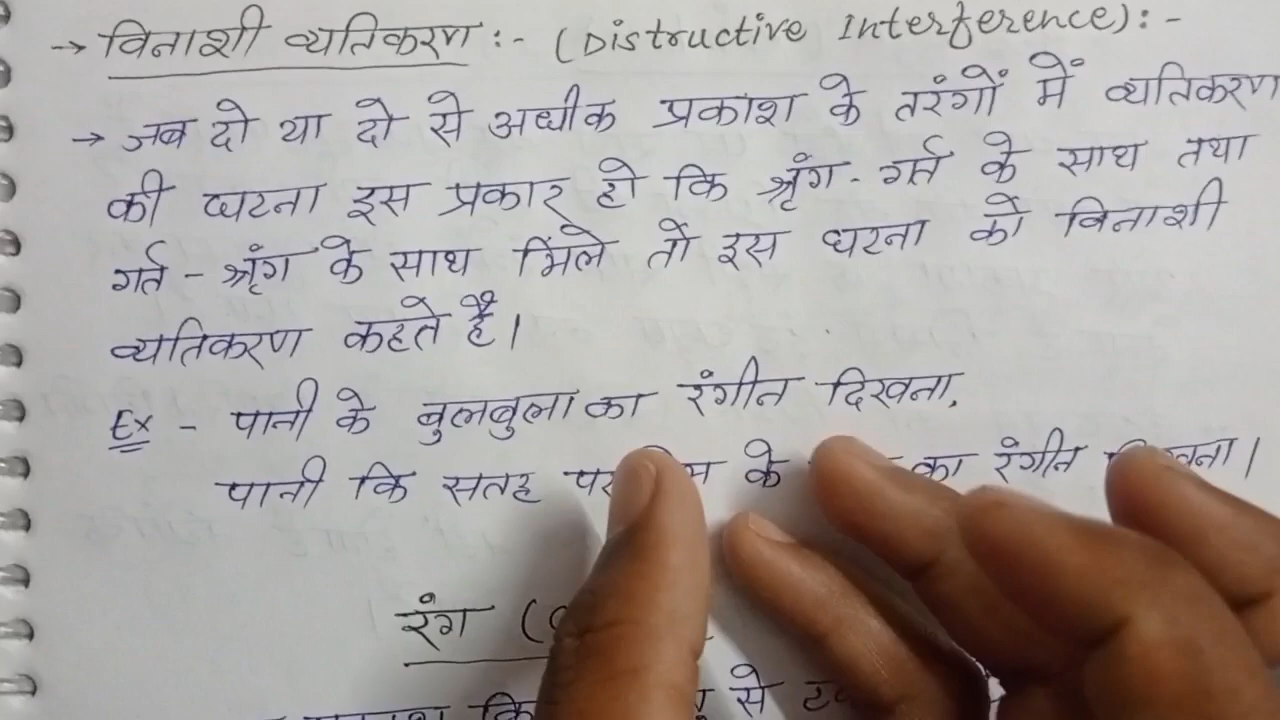 → विनाशी व्यतिकरण :- (Distructive Interference) :-
→ जब दो या दो से अधीक प्रकाश के तरंगों में व्यतिकरण
की घटना इस प्रकार हो कि श्रृंग - गर्त के साथ तथा
गर्त - श्रृंग के साथ मिले तो इस घटना को विनाशी
व्यतिकरण कहते है।
Ex - पानी के बुलबुला का रंगीन दिखना,
पानी कि सतह पर के का रंगीन
रंग (
से